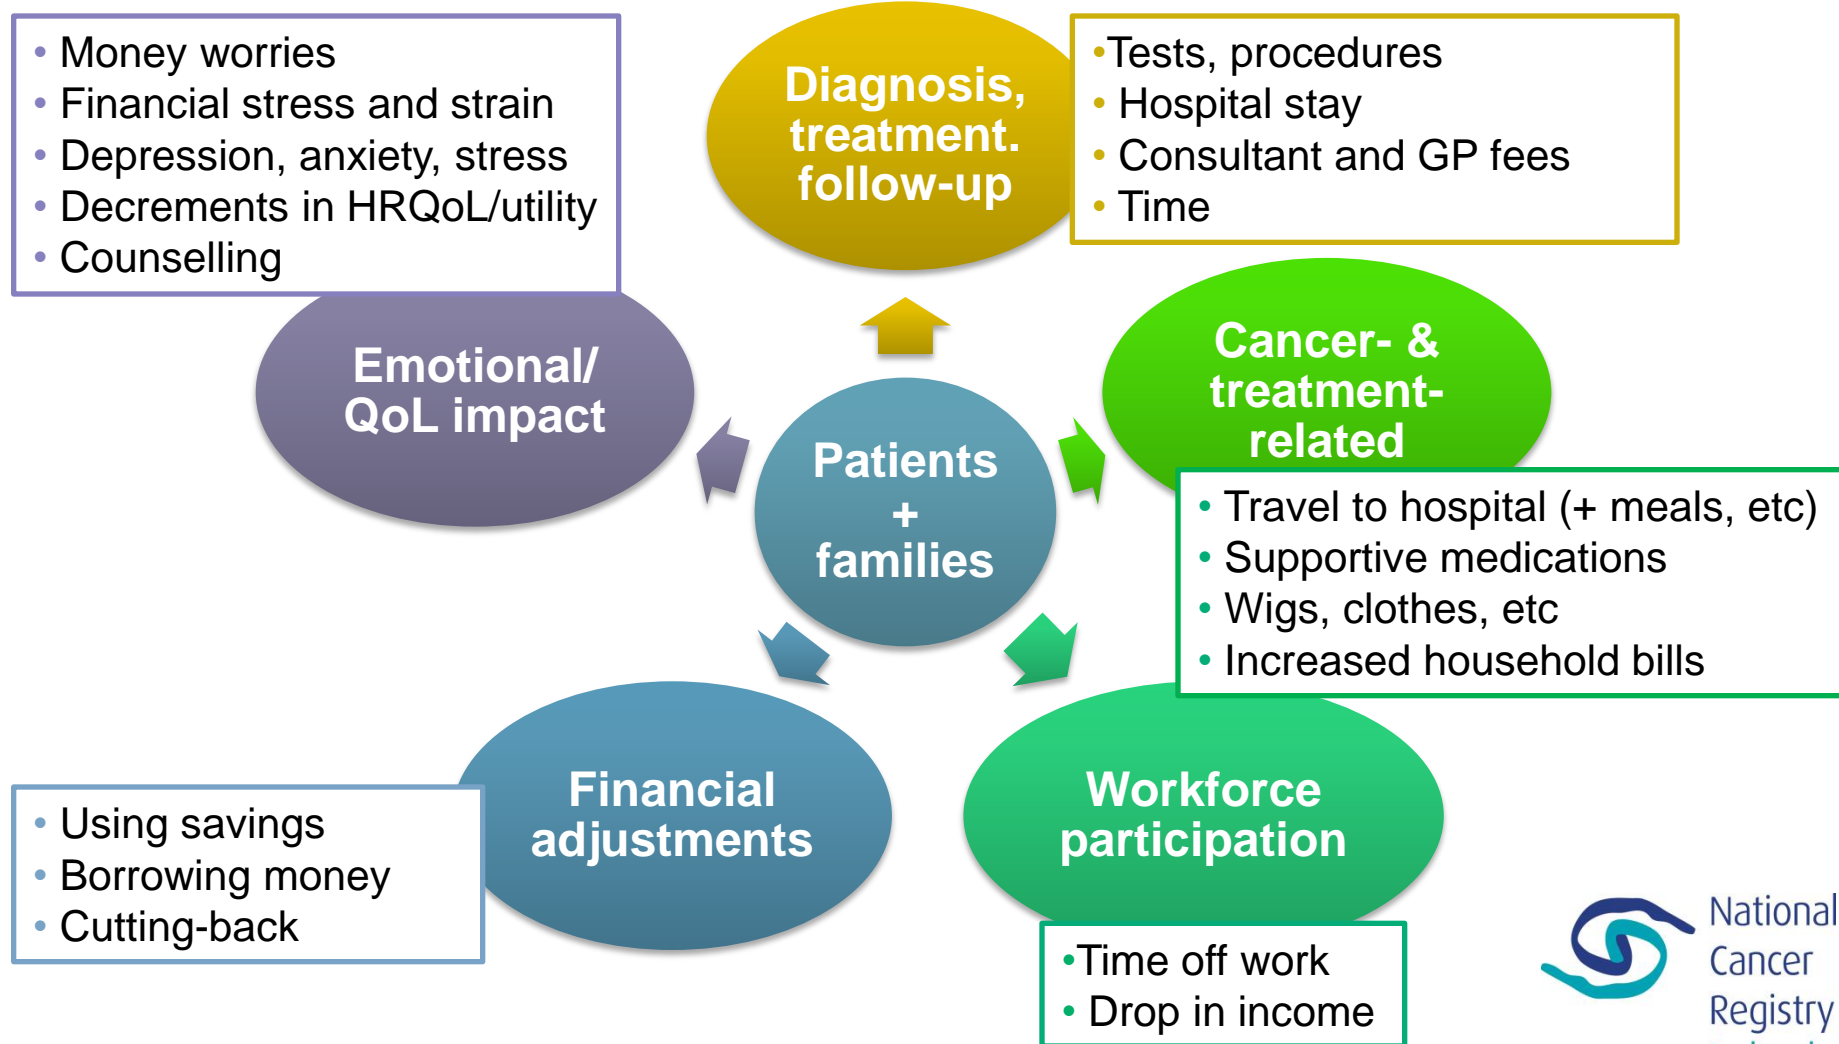 • Money worries
• Financial stress and strain
• Depression, anxiety, stress
• Decrements in HRQoL/utility
• Counselling
Diagnosis,
treatment.
follow-up
•Tests, procedures
• Hospital stay
• Consultant and GP fees
• Time
Emotional/
QoL impact
Cancer- &
treatment-
related
Patients
+
families
• Travel to hospital (+ meals, etc)
• Supportive medications
• Wigs, clothes, etc
• Increased household bills
Financial
adjustments
Workforce
participation
• Using savings
• Borrowing money
• Cutting-back
•Time off work
• Drop in income
National
Cancer
Registry